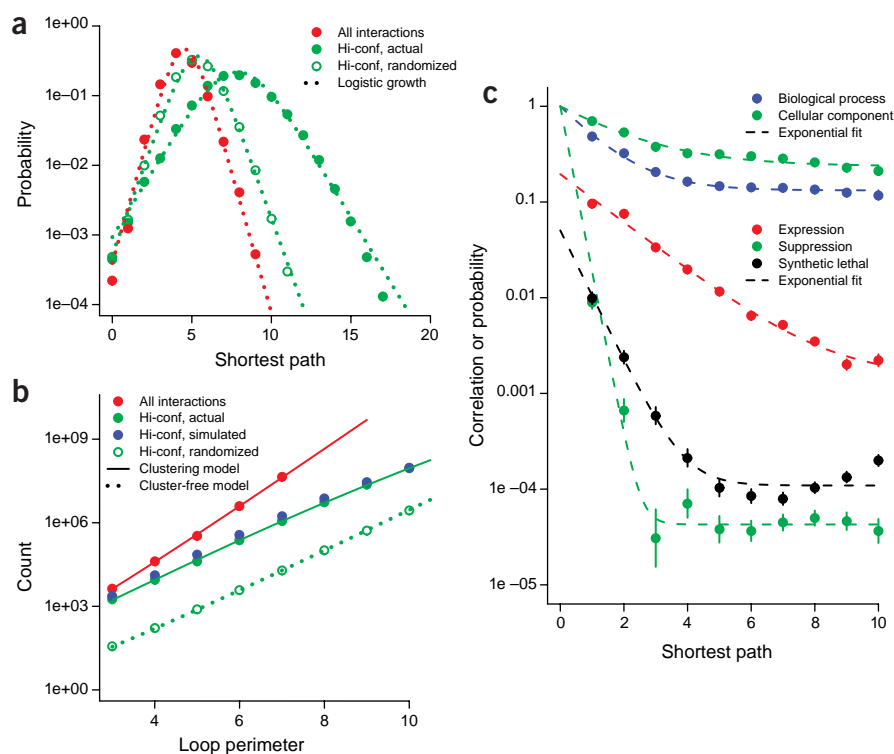 a
1e+00
1e−01
1e−02
1e−03
1e−04
Probability
All interactions
Hi-conf, actual
Hi-conf, randomized
Logistic growth
0
5
10
15
20
Shortest path
b
1e+09
1e+06
1e+03
1e+00
Count
All interactions
Hi-conf, actual
Hi-conf, simulated
Hi-conf, randomized
Clustering model
Cluster-free model
4
6
8
10
Loop perimeter
c
1
0.1
0.01
0.001
1e −04
1e −05
Correlation or probability
Biological process
Cellular component
Exponential fit
Expression
Suppression
Synthetic lethal
Exponential fit
0
2
4
6
8
10
Shortest path